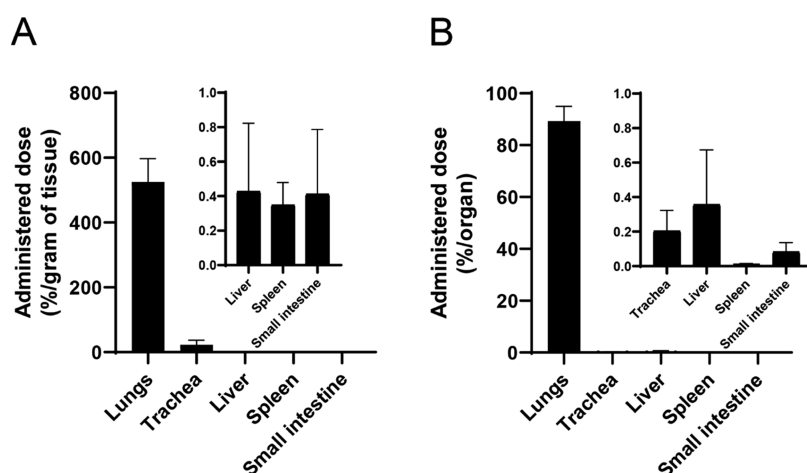 A
Administered dose
(%/gram of tissue)
800
600
400
200
0
Lungs
Trachea
Liver
Spleen
Small intestine
1.0
0.8
0.6
0.4
0.2
0.0
Liver
Spleen
Small intestine
B
Administered dose
(%/organ)
100
80
60
40
20
0
Lungs
Trachea
Liver
Spleen
Small intestine
1.0
0.8
0.6
0.4
0.2
0.0
Trachea
Liver
Spleen
Small intestine